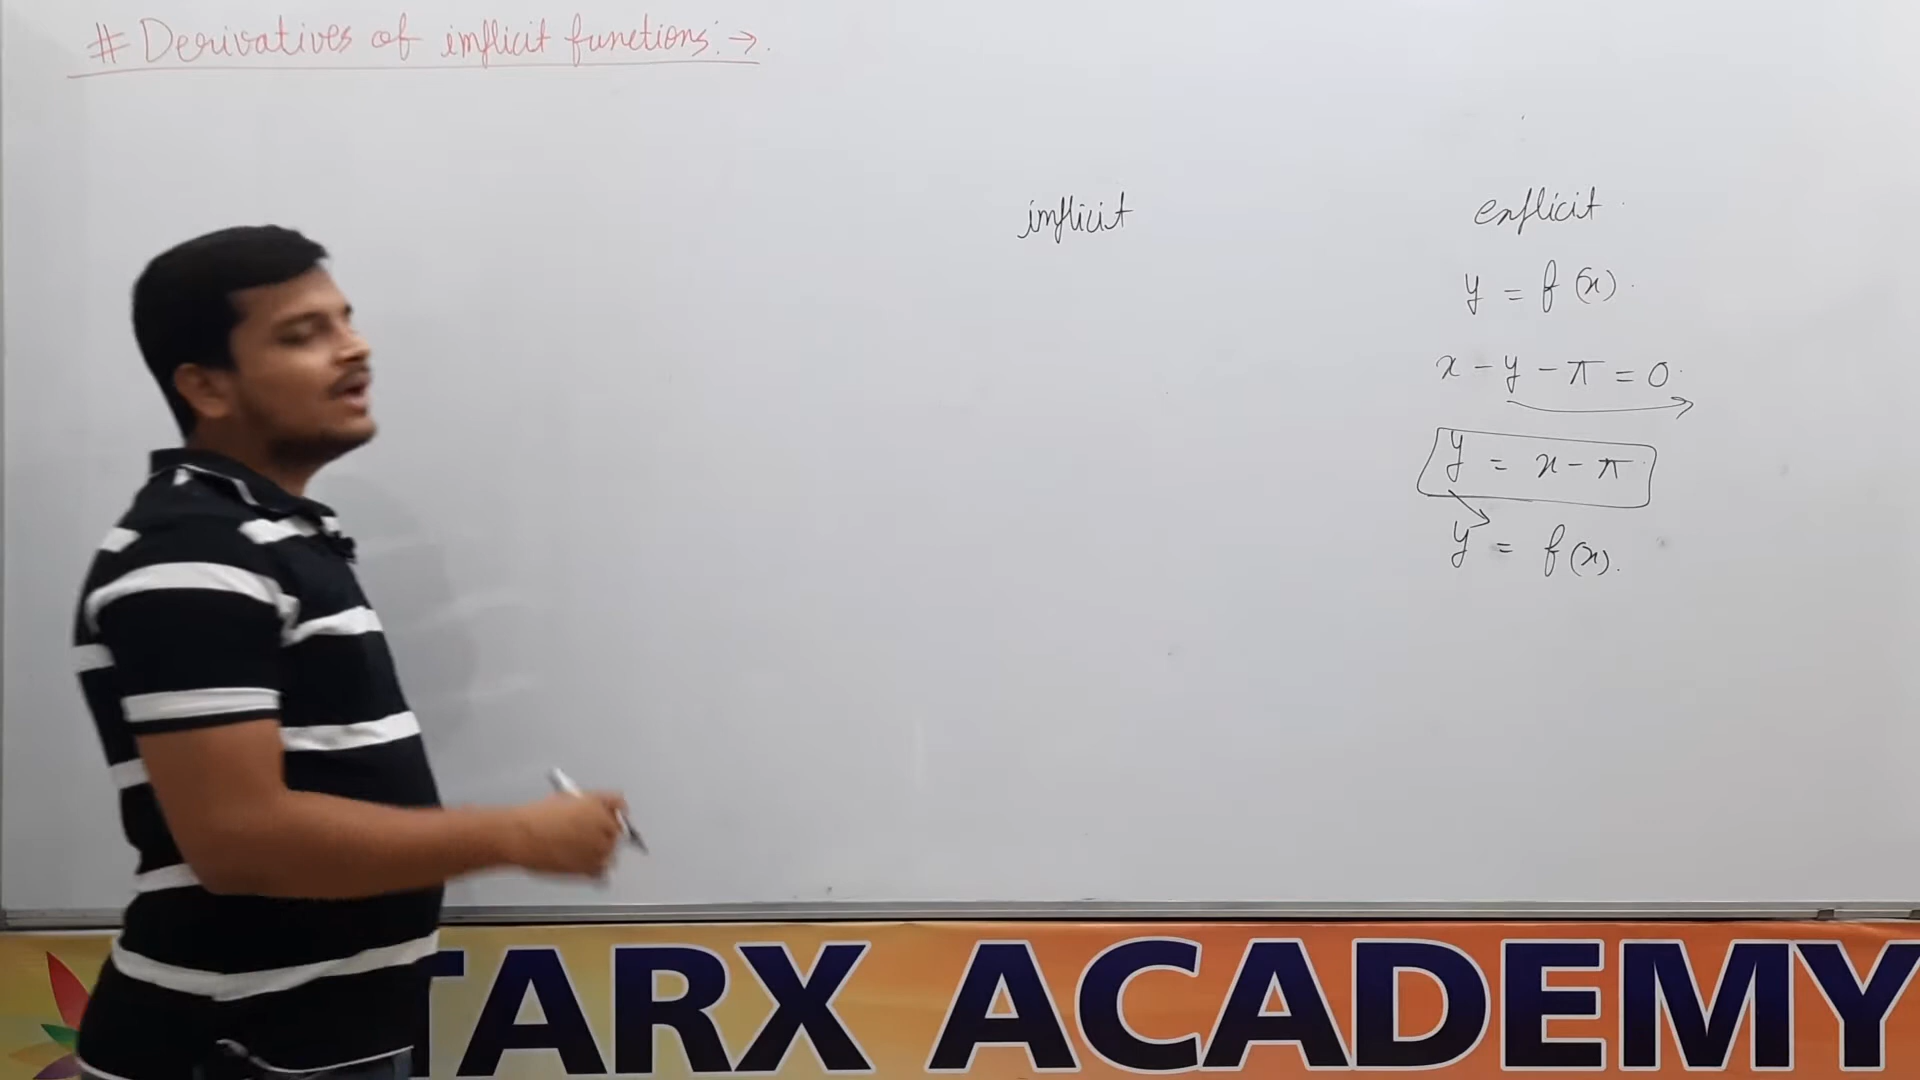 # Derivatives of implicit functions :→.
implicit
explicit
y = f(x).
x - y - π = 0.
y = x - π
y = f(x).
TARX ACADEMY